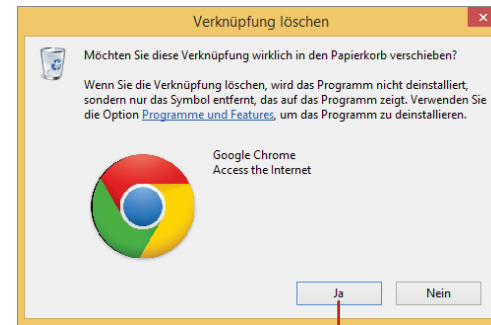 Verknüpfung löschen
Möchten Sie diese Verknüpfung wirklich in den Papierkorb verschieben?
Wenn Sie die Verknüpfung löschen, wird das Programm nicht deinstalliert,
sondern nur das Symbol entfernt, das auf das Programm zeigt. Verwenden Sie
die Option Programme und Features, um das Programm zu deinstallieren.
Google Chrome
Access the Internet
Ja
Nein